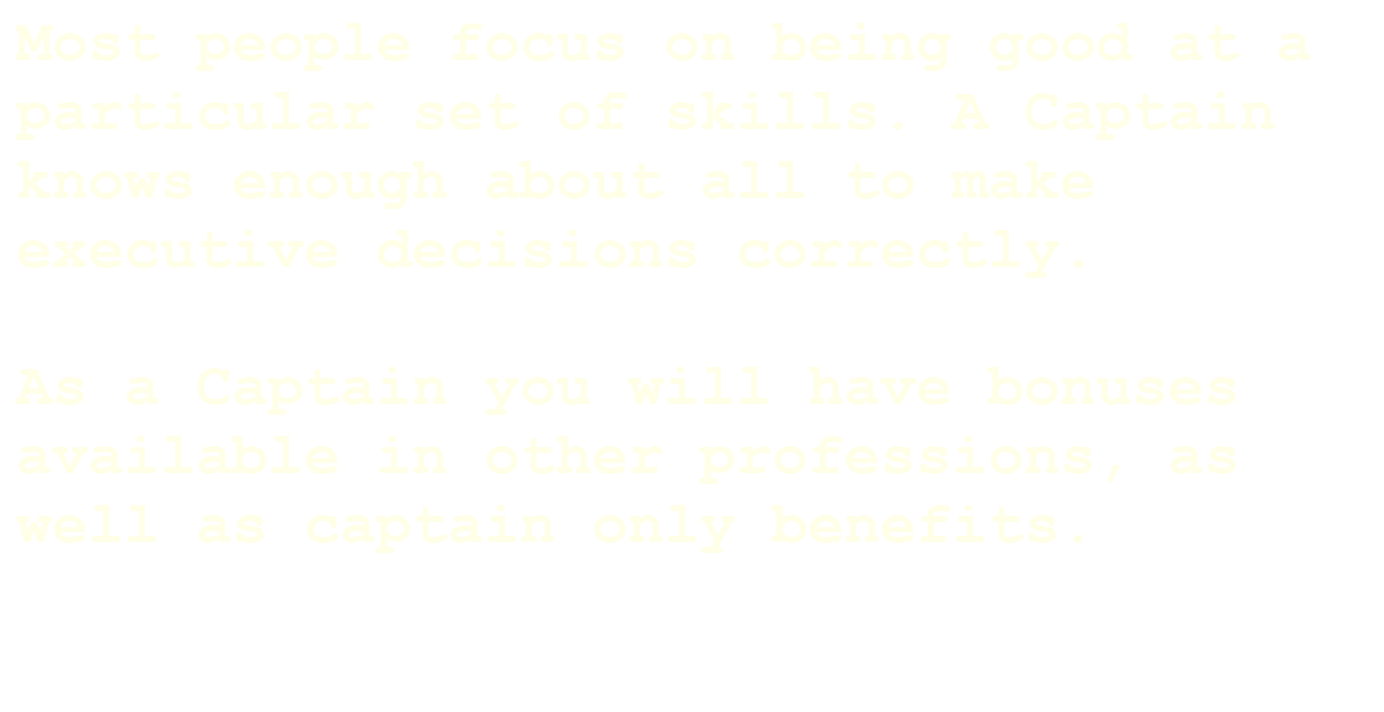 Most people focus on being good at a
particular set of skills. A Captain
knows enough about all to make
executive decisions correctly.
As a Captain you will have bonuses
available in other professions, as
well as captain only benefits.